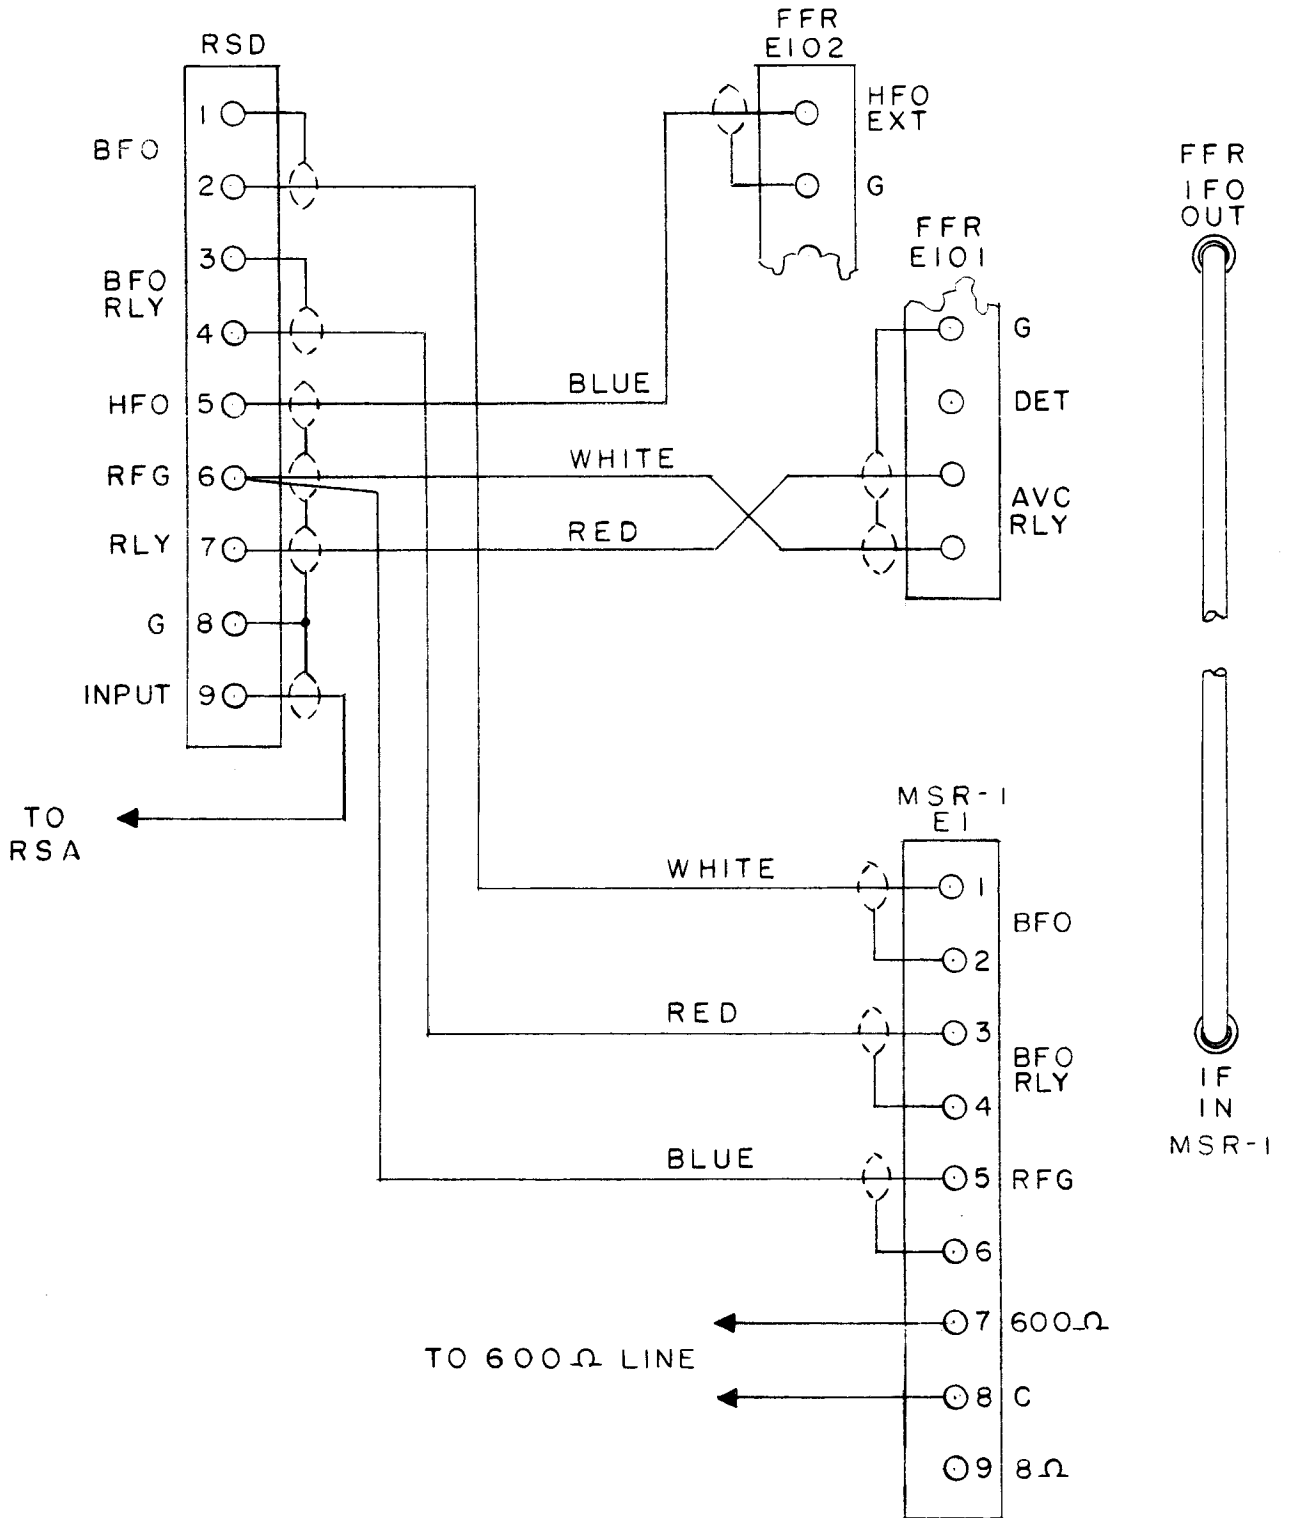 RSD
1
BFO
2
3
BFO
RLY
4
HFO 5
RFG 6
RLY 7
G 8
INPUT 9
TO
RSA
FFR
E102
HFO
EXT
G
FFR
E101
G
DET
AVC
RLY
BLUE
WHITE
RED
FFR
IFO
OUT
IF
IN
MSR-1
MSR-1
E1
WHITE
1
BFO
2
RED
3
BFO
RLY
4
BLUE
5 RFG
6
7 600Ω
TO 600Ω LINE
8 C
9 8Ω